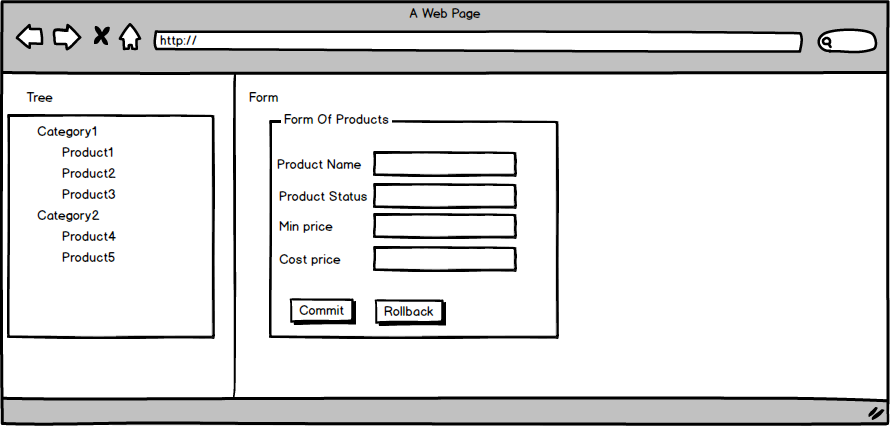 A Web Page
http://
Tree
Category1
Product1
Product2
Product3
Category2
Product4
Product5
Form
Form Of Products
Product Name
Product Status
Min price
Cost price
Commit
Rollback